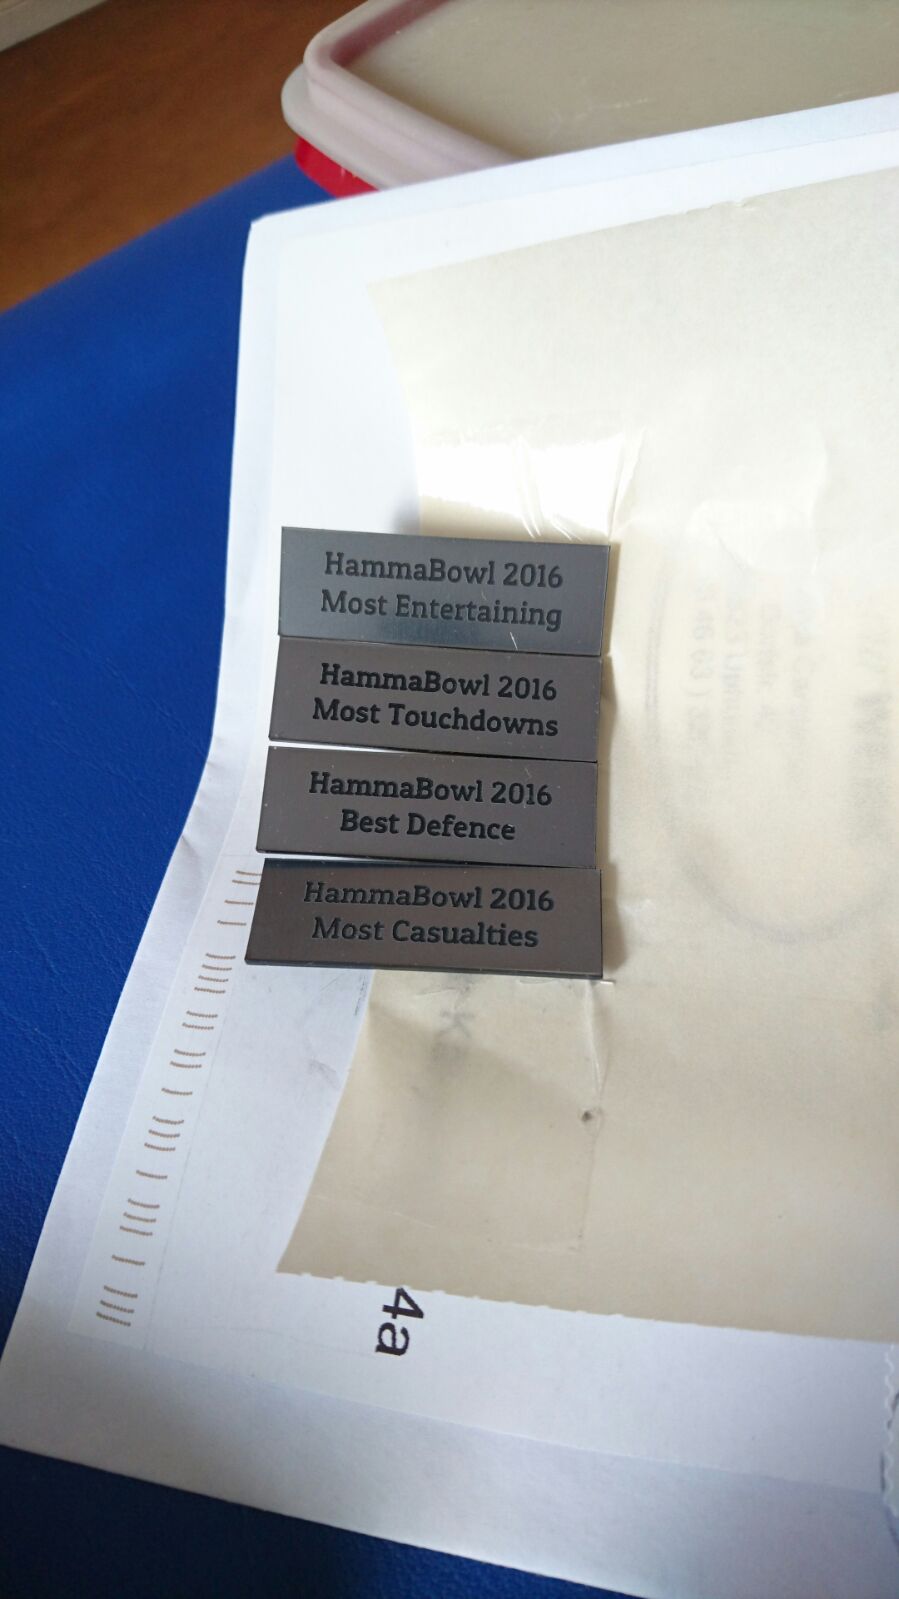 HammaBowl 2016
Most Entertaining
HammaBowl 2016
Most Touchdowns
HammaBowl 2016
Best Defence
HammaBowl 2016
Most Casualties
4a